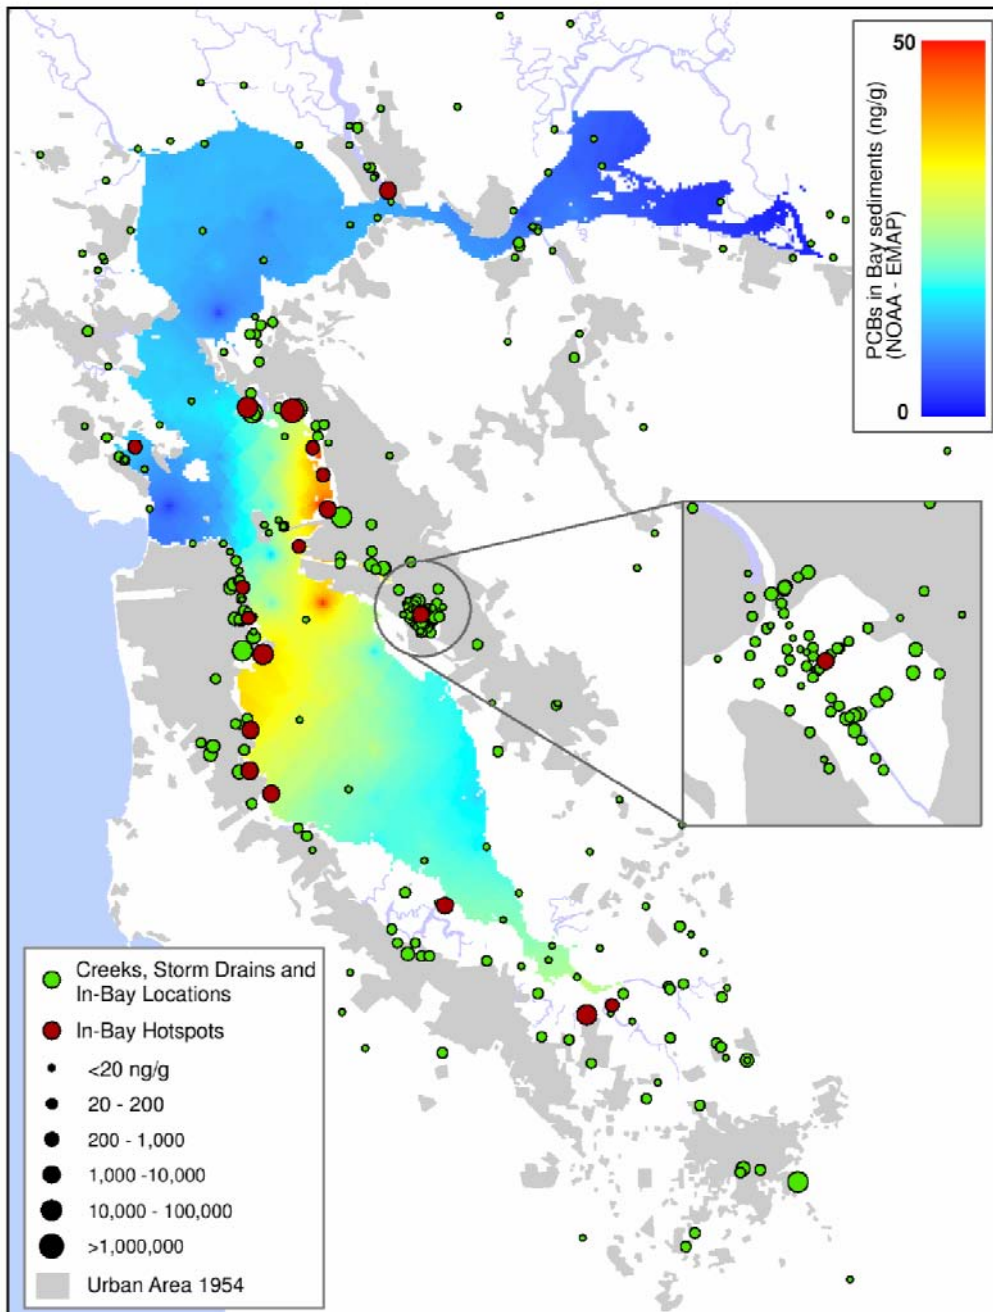 50
PCBs in Bay sediments (ng/g)
(NOAA - EMAP)
0
Creeks, Storm Drains and
In-Bay Locations
In-Bay Hotspots
<20 ng/g
20 - 200
200 - 1,000
1,000 -10,000
10,000 - 100,000
>1,000,000
Urban Area 1954